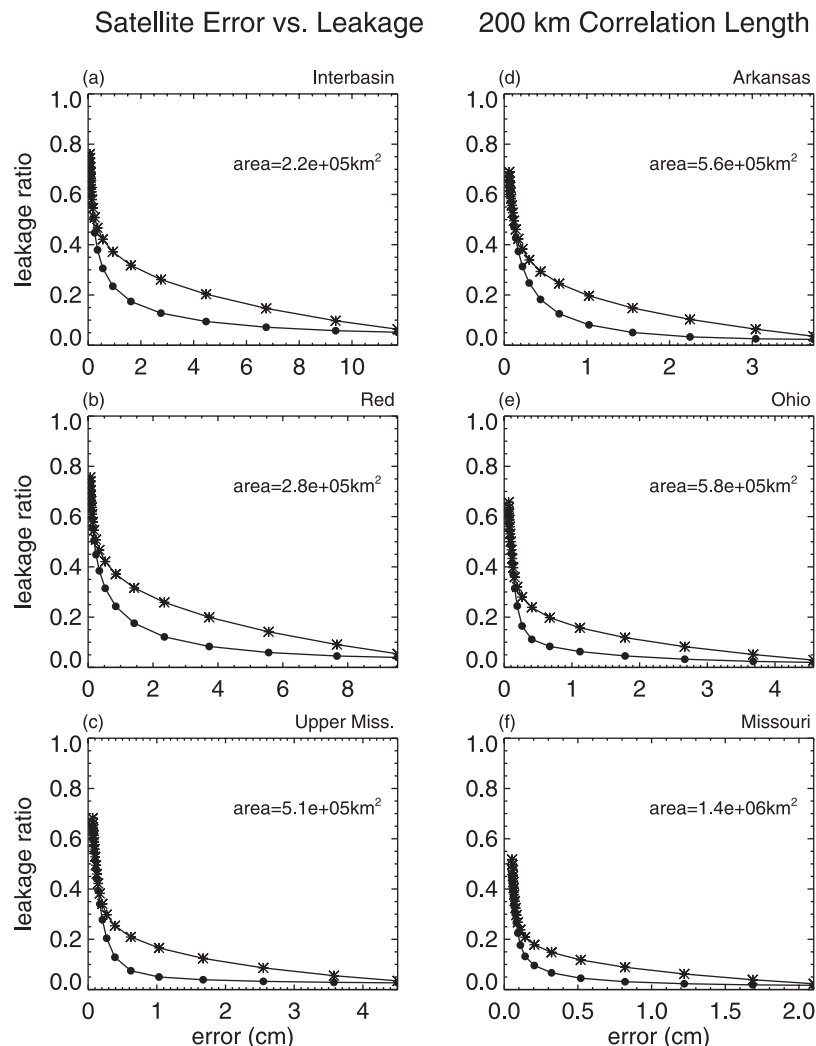 Satellite Error vs. Leakage 200 km Correlation Length
(a) Interbasin
1.0
0.8
0.6
0.4
0.2
0.0
leakage ratio
area=2.2e+05km²
0 2 4 6 8 10
(d) Arkansas
1.0
0.8
0.6
0.4
0.2
0.0
area=5.6e+05km²
0 1 2 3
(b) Red
1.0
0.8
0.6
0.4
0.2
0.0
leakage ratio
area=2.8e+05km²
0 2 4 6 8
(e) Ohio
1.0
0.8
0.6
0.4
0.2
0.0
area=5.8e+05km²
0 1 2 3 4
(c) Upper Miss.
1.0
0.8
0.6
0.4
0.2
0.0
leakage ratio
area=5.1e+05km²
0 1 2 3 4
error (cm)
(f) Missouri
1.0
0.8
0.6
0.4
0.2
0.0
area=1.4e+06km²
0.0 0.5 1.0 1.5 2.0
error (cm)